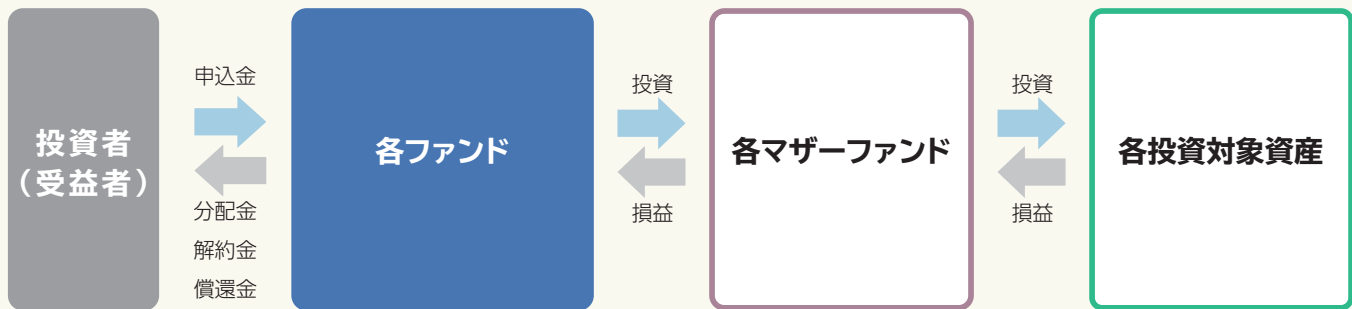 投資者
（受益者）
申込金
分配金
解約金
償還金
各ファンド
投資
損益
各マザーファンド
投資
損益
各投資対象資産